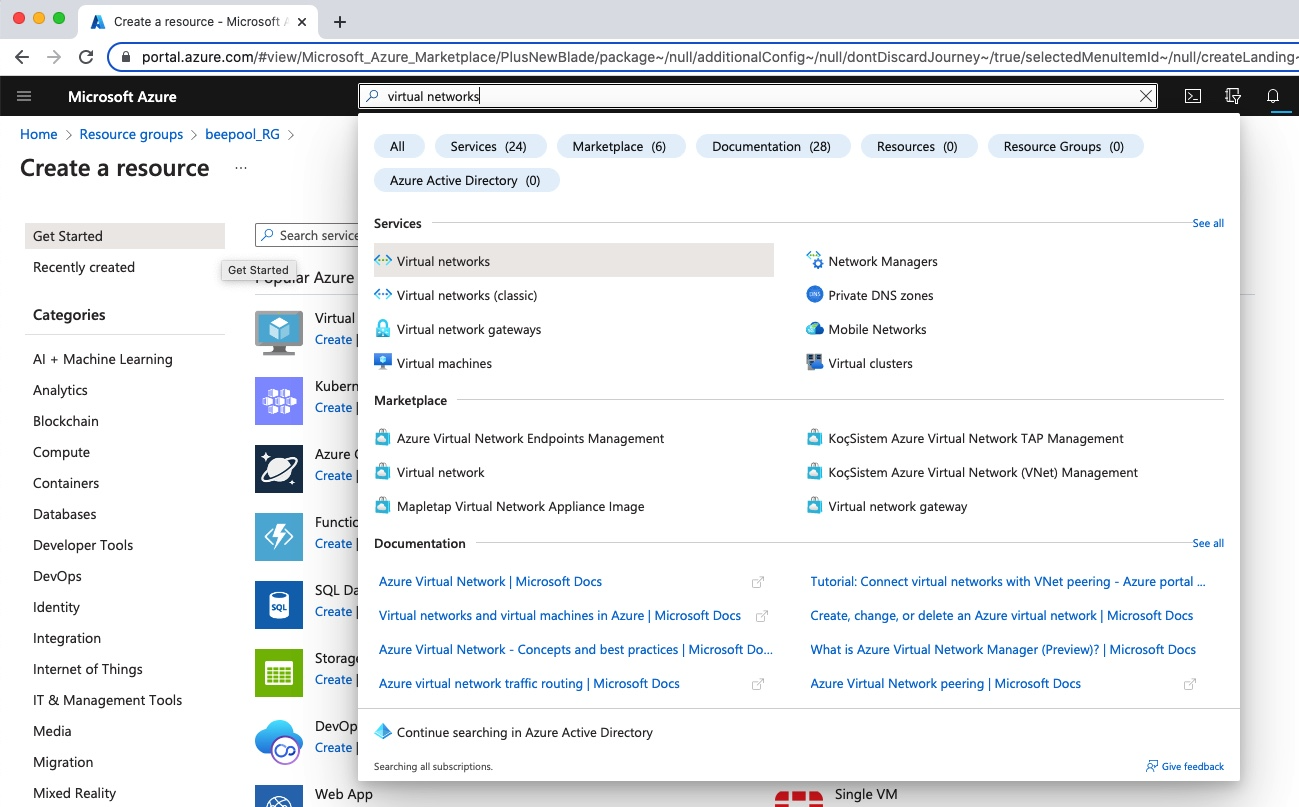 Create a resource - Microsoft A
portal.azure.com/#view/Microsoft_Azure_Marketplace/PlusNewBlade/package~/null/additionalConfig~/null/dontDiscardJourney~/true/selectedMenuItemId~/null/createLanding~
Microsoft Azure
virtual networks
Home > Resource groups > beepool_RG >
Create a resource ...
Get Started
Recently created
Get Started
Categories
AI + Machine Learning
Analytics
Blockchain
Compute
Containers
Databases
Developer Tools
DevOps
Identity
Integration
Internet of Things
IT & Management Tools
Media
Migration
Mixed Reality
Search service
Popular Azure
Virtual
Create |
Kubern
Create |
Azure C
Create |
Functio
Create |
SQL Da
SQL
Create |
Storage
Create |
DevOp
Create |
Web App
Single VM
All
Services (24)
Marketplace (6)
Documentation (28)
Resources (0)
Resource Groups (0)
Azure Active Directory (0)
Services
See all
Virtual networks
Network Managers
Virtual networks (classic)
DNS
Private DNS zones
Virtual network gateways
Mobile Networks
Virtual machines
Virtual clusters
Marketplace
Azure Virtual Network Endpoints Management
KoçSistem Azure Virtual Network TAP Management
Virtual network
KoçSistem Azure Virtual Network (VNet) Management
Mapletap Virtual Network Appliance Image
Virtual network gateway
Documentation
See all
Azure Virtual Network | Microsoft Docs
Tutorial: Connect virtual networks with VNet peering - Azure portal ...
Virtual networks and virtual machines in Azure | Microsoft Docs
Create, change, or delete an Azure virtual network | Microsoft Docs
Azure Virtual Network - Concepts and best practices | Microsoft Do...
What is Azure Virtual Network Manager (Preview)? | Microsoft Docs
Azure virtual network traffic routing | Microsoft Docs
Azure Virtual Network peering | Microsoft Docs
Continue searching in Azure Active Directory
Searching all subscriptions.
Give feedback